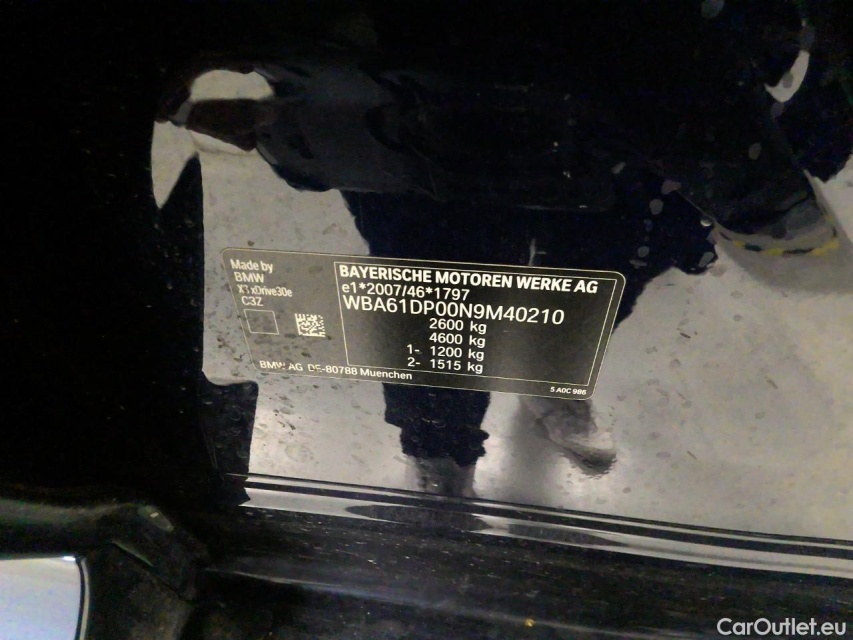 Made by
BMW
X3 xDrive30e
C3Z
BAYERISCHE MOTOREN WERKE AG
e1*2007/46*1797
WBA61DP00N9M40210
2600 kg
4600 kg
1- 1200 kg
2- 1515 kg
BMW AG DE-80788 Muenchen
5 A0C 986
CarOutlet.eu